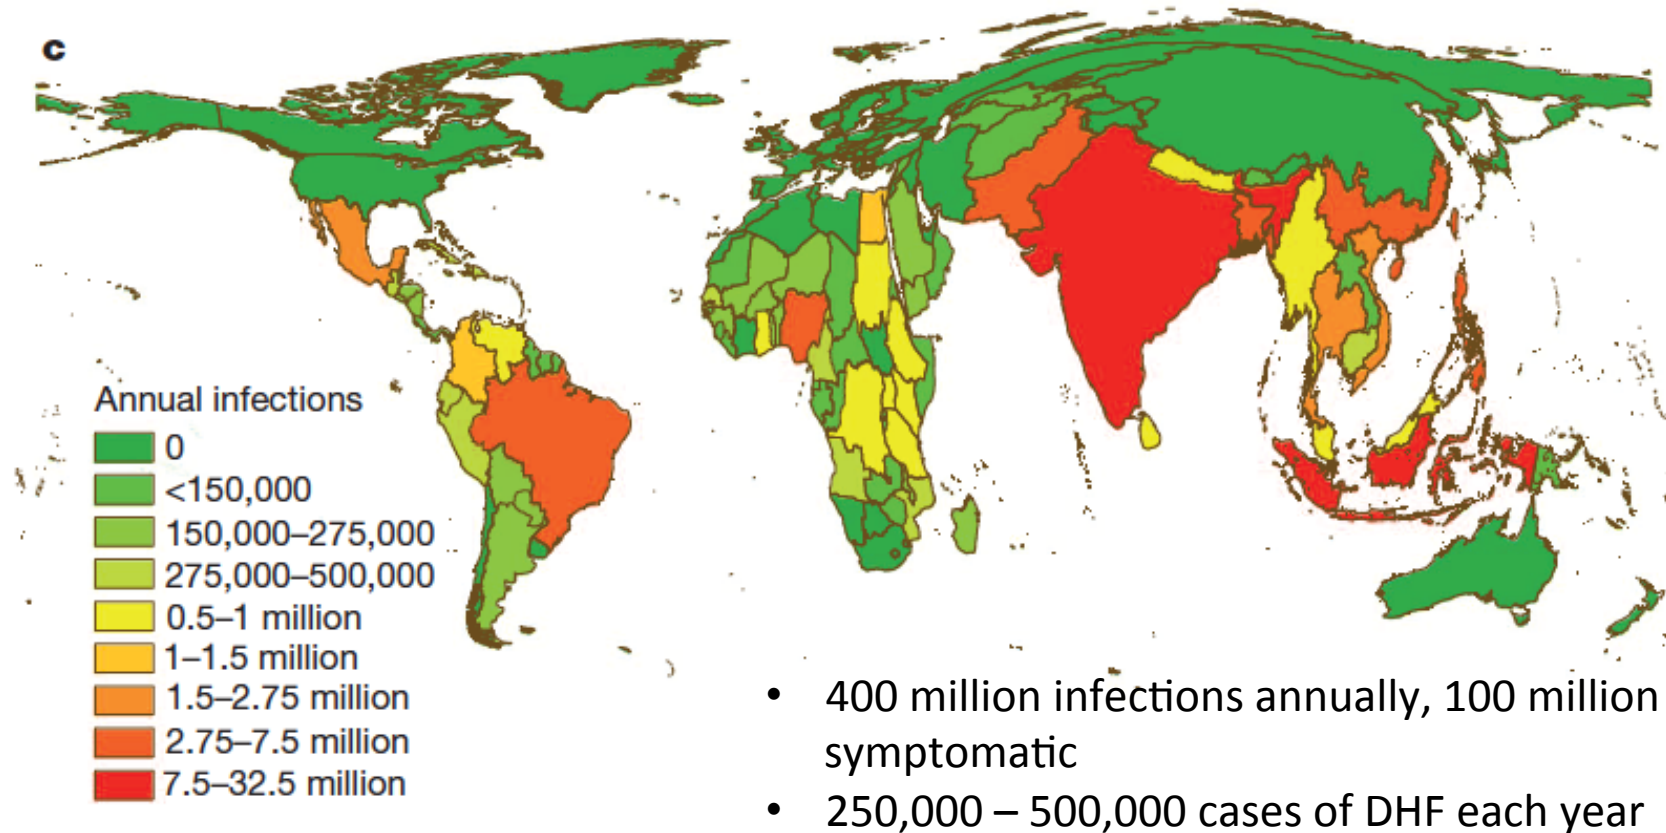 c
Annual infections
0
<150,000
150,000–275,000
275,000–500,000
0.5–1 million
1–1.5 million
1.5–2.75 million
2.75–7.5 million
7.5–32.5 million
• 400 million infections annually, 100 million
symptomatic
• 250,000 – 500,000 cases of DHF each year